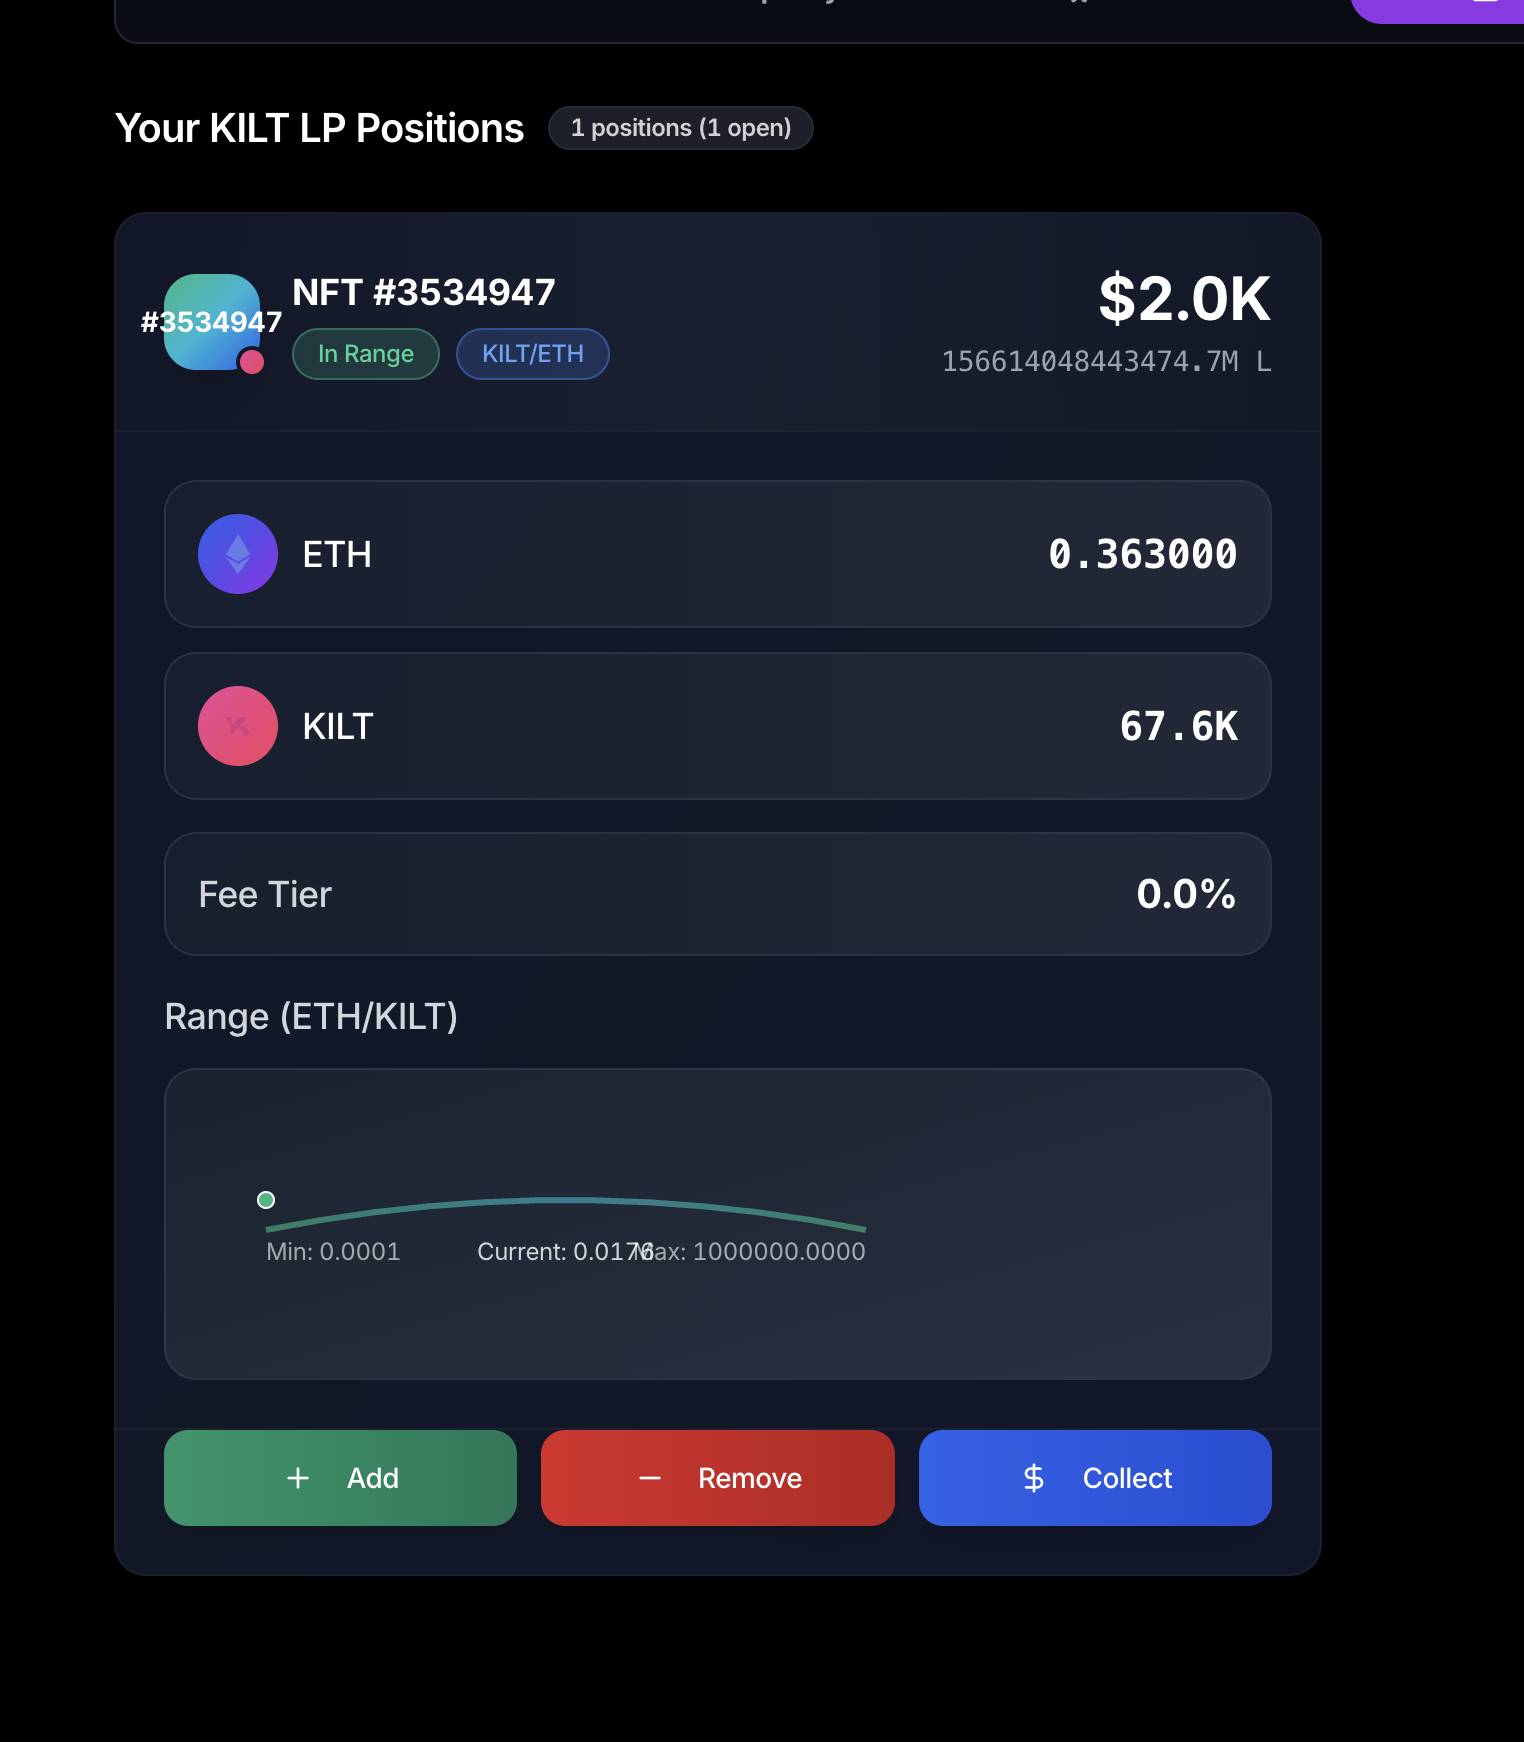 Your KILT LP Positions
1 positions (1 open)
#3534947
NFT #3534947
In Range
KILT/ETH
$2.0K
156614048443474.7M L
ETH
0.363000
KILT
67.6K
Fee Tier
0.0%
Range (ETH/KILT)
Min: 0.0001
Current: 0.0176
Max: 1000000.0000
Add
Remove
Collect